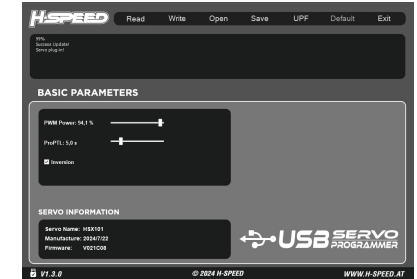 H-SPEED Read Write Open Save UPF Default Exit
99%
Success Update!
Servo plug in!
BASIC PARAMETERS
PWM Power: 94,1 %
ProPTL: 5,0 s
Inversion
SERVO INFORMATION
Servo Name: HSX101
Manufacture: 2024/7/22
Firmware: V021C08
USB SERVO PROGRAMMER
V1.3.0 © 2024 H-SPEED WWW.H-SPEED.AT